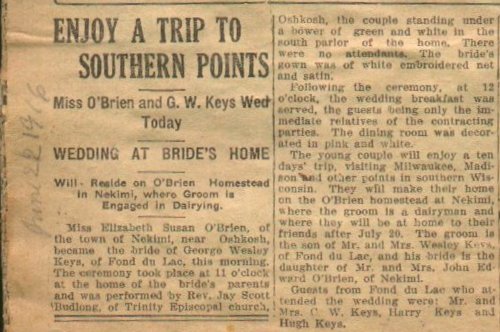 ENJOY A TRIP TO
SOUTHERN POINTS
Miss O'Brien and G. W. Keys Wed
Today
WEDDING AT BRIDE'S HOME
Will Reside on O'Brien Homestead
in Nekimi, where Groom is
Engaged in Dairying.
Miss Elizabeth Susan O'Brien, of
the town of Nekimi, near Oshkosh,
became the bride of George Wesley
Keys, of Fond du Lac, this morning.
The ceremony took place at 11 o'clock
at the home of the bride's parents
and was performed by Rev. Jay Scott
Budlong, of Trinity Episcopal church,
Oshkosh, the couple standing under
a bower of green and white in the
south parlor of the home. There
were no attendants. The bride's
gown was of white embroidered net
and satin.
Following the ceremony, at 12
o'clock, the wedding breakfast was
served, the guests being only the im-
mediate relatives of the contracting
parties. The dining room was decor-
ated in pink and white.
The young couple will enjoy a ten
days' trip, visiting Milwaukee, Madi-
son and other points in southern Wis-
consin. They will make their home
on the O'Brien homestead at Nekimi,
where the groom is a dairyman and
where they will be at home to their
friends after July 20. The groom is
the son of Mr. and Mrs. Wesley Keys,
of Fond du Lac, and his bride is the
daughter of Mr. and Mrs. John Ed-
ward O'Brien, of Nekimi.
Guests from Fond du Lac who at-
tended the wedding were: Mr. and
Mrs. C. W. Keys, Harry Keys and
Hugh Keys.